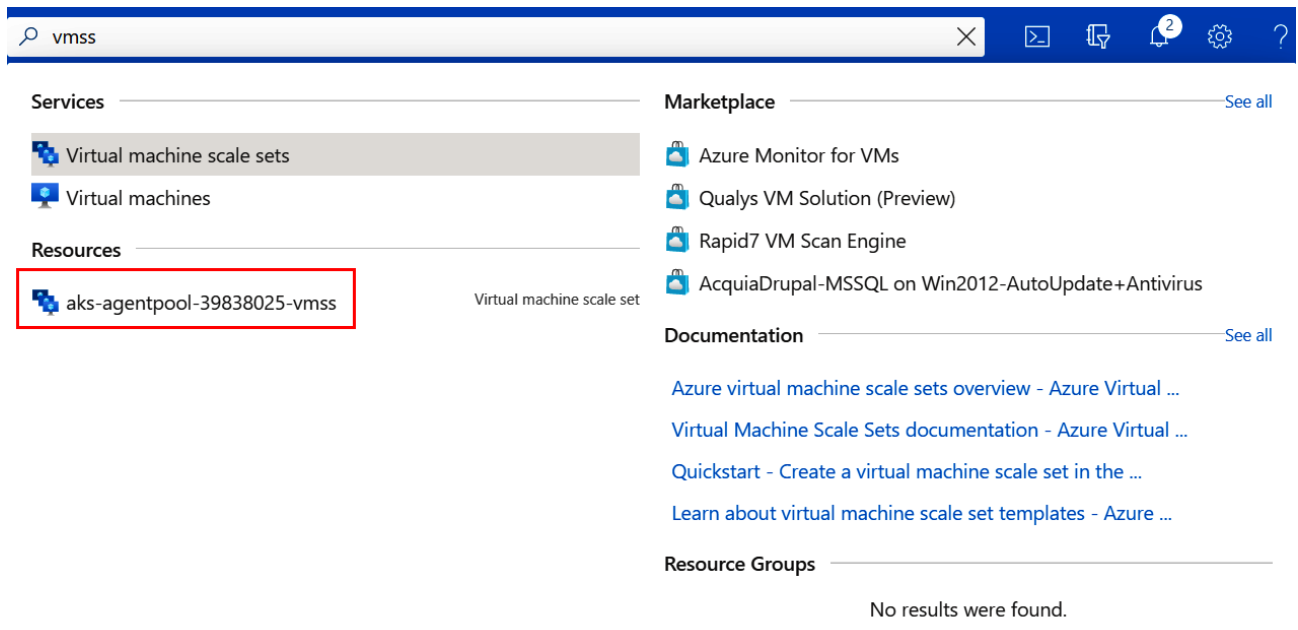 vmss
2
Services
Virtual machine scale sets
Virtual machines
Resources
aks-agentpool-39838025-vmss
Virtual machine scale set
Marketplace
See all
Azure Monitor for VMs
Qualys VM Solution (Preview)
Rapid7 VM Scan Engine
AcquiaDrupal-MSSQL on Win2012-AutoUpdate+Antivirus
Documentation
See all
Azure virtual machine scale sets overview - Azure Virtual ...
Virtual Machine Scale Sets documentation - Azure Virtual ...
Quickstart - Create a virtual machine scale set in the ...
Learn about virtual machine scale set templates - Azure ...
Resource Groups
No results were found.